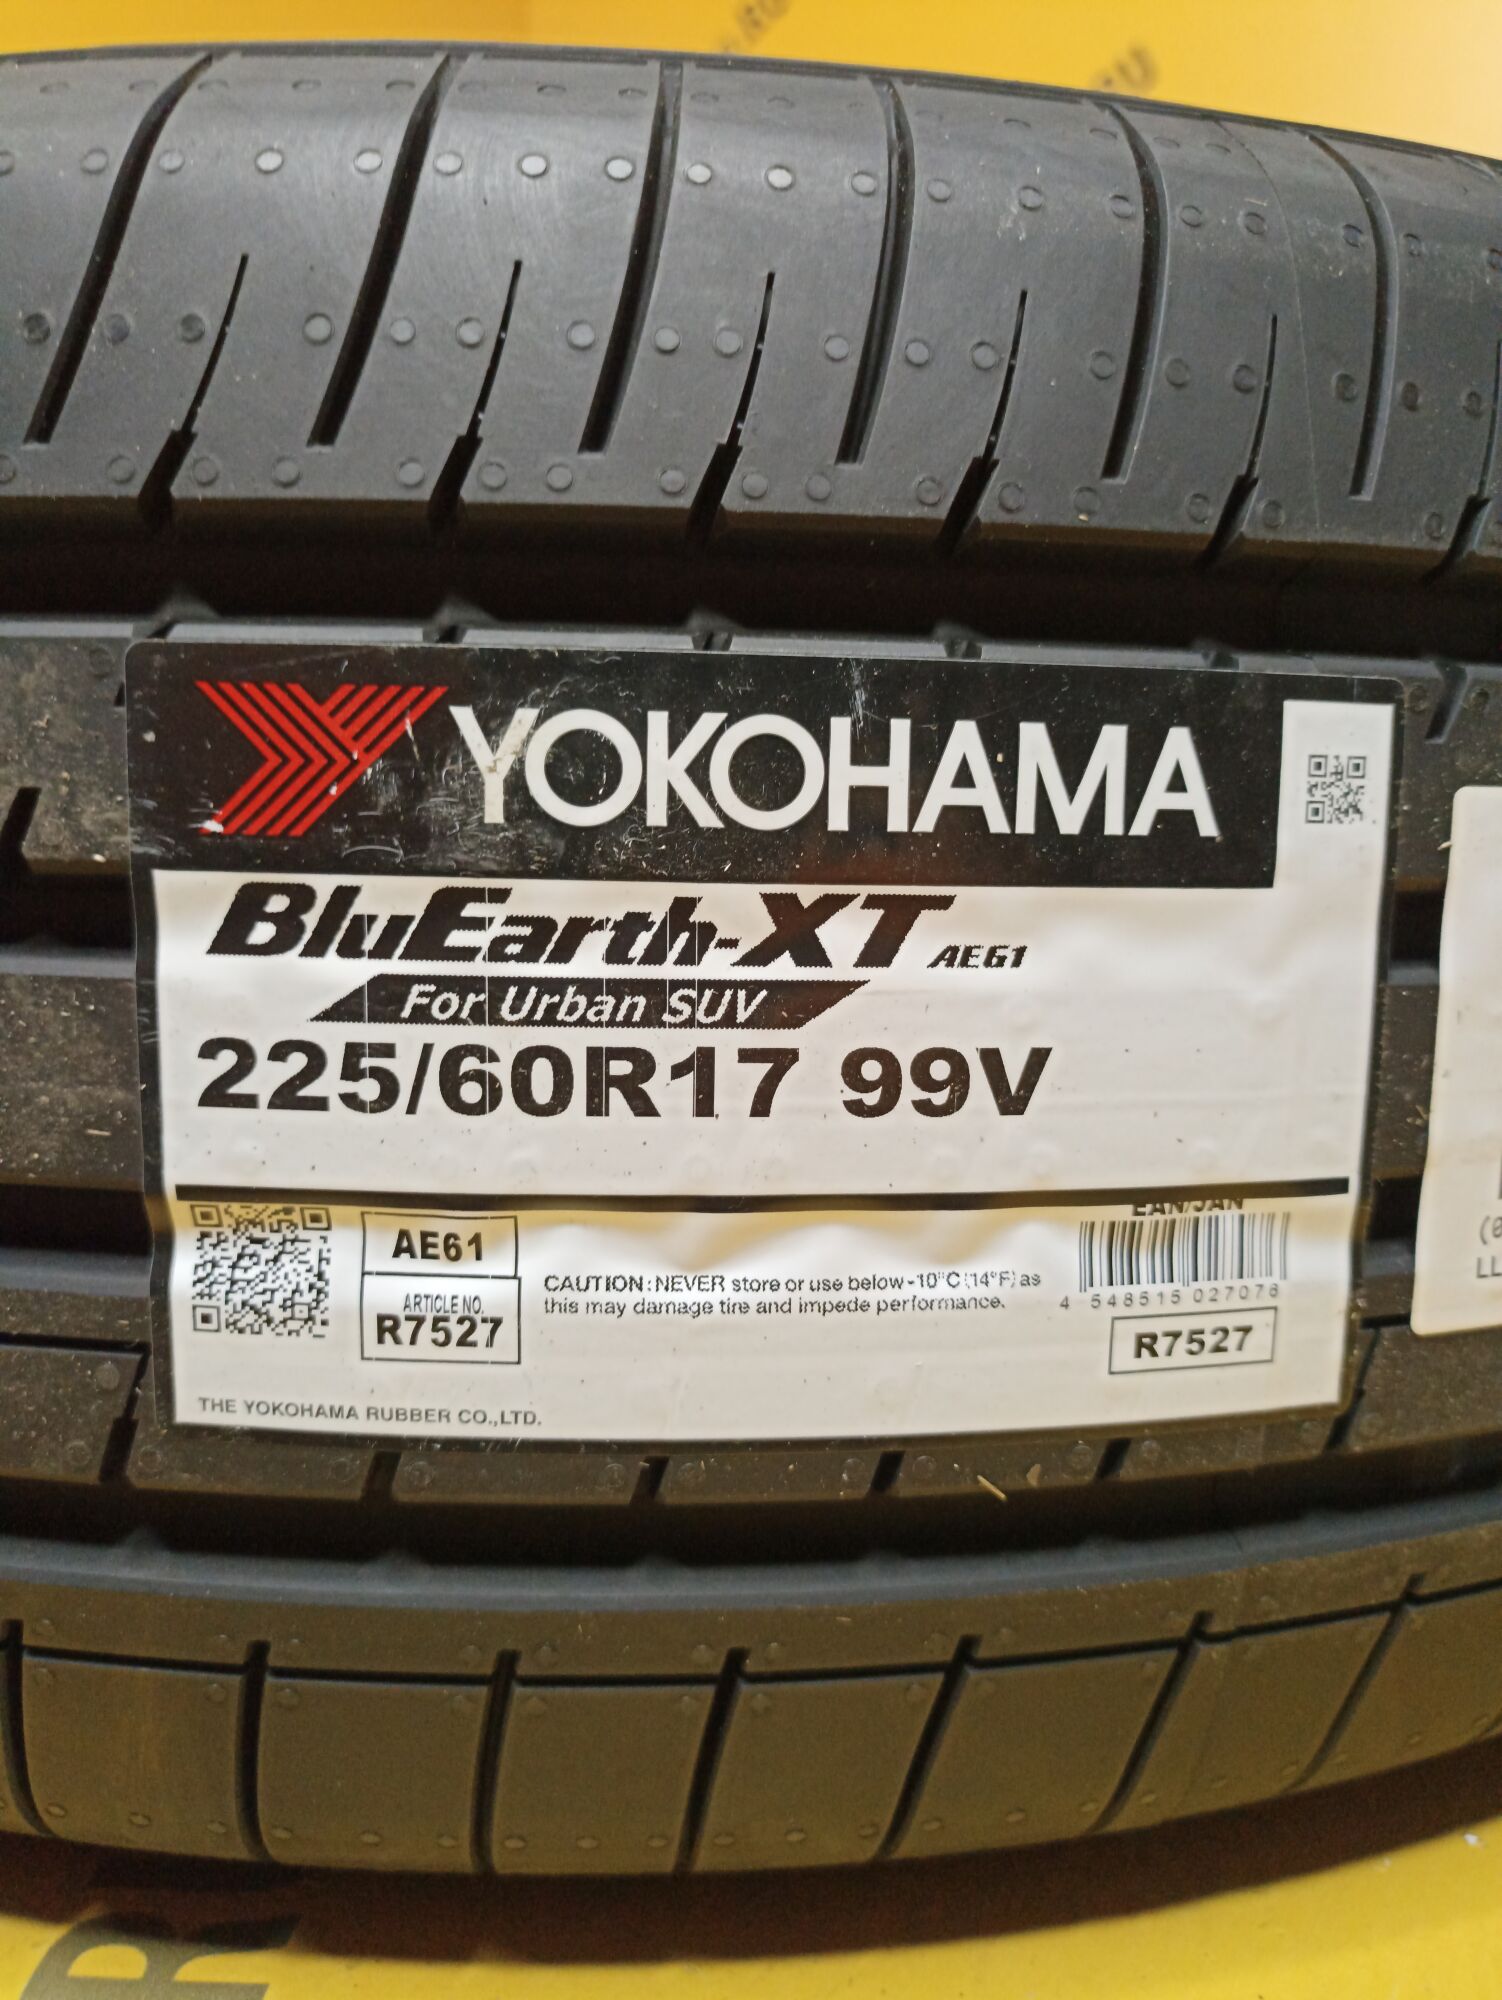 YOKOHAMA
BluEarth-XT AE61
For Urban SUV
225/60R17 99V
EAN/JAN
AE61
ARTICLE NO.
R7527
CAUTION:NEVER store or use below -10°C(14°F) as
this may damage tire and impede performance.
4 548515 027078
R7527
THE YOKOHAMA RUBBER CO.,LTD.
LL
R